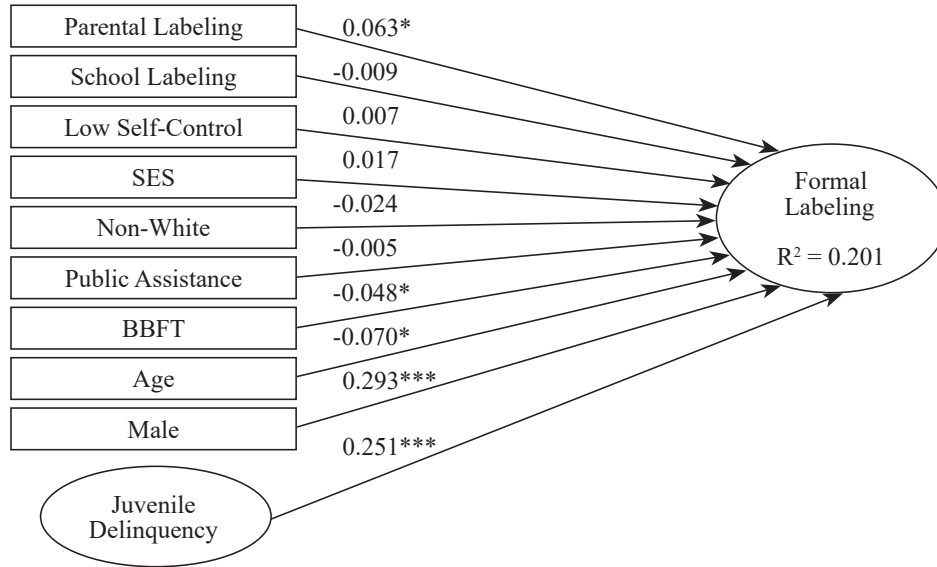 Parental Labeling
0.063*
School Labeling
-0.009
Low Self-Control
0.007
SES
0.017
Non-White
-0.024
Public Assistance
-0.005
BBFT
-0.048*
Age
-0.070*
Male
0.293***
Juvenile
Delinquency
0.251***
Formal
Labeling
R² = 0.201